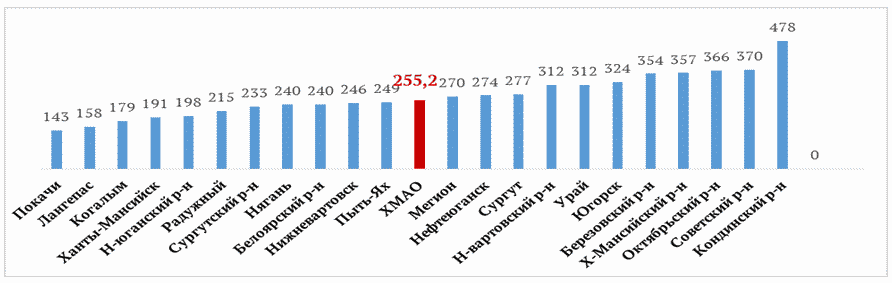 143
158
179
191
198
215
233
240
240
246
249
255,2
270
274
277
312
312
324
354
357
366
370
478
0
Покачи
Лангепас
Когалым
Ханты-Мансийск
Н-юганский р-н
Радужный
Сургутский р-н
Нягань
Белоярский р-н
Нижневартовск
Пыть-Ях
ХМАО
Мегион
Нефтеюганск
Сургут
Н-вартовский р-н
Урай
Югорск
Березовский р-н
Х-Мансийский р-н
Октябрьский р-н
Советский р-н
Кондинский р-н